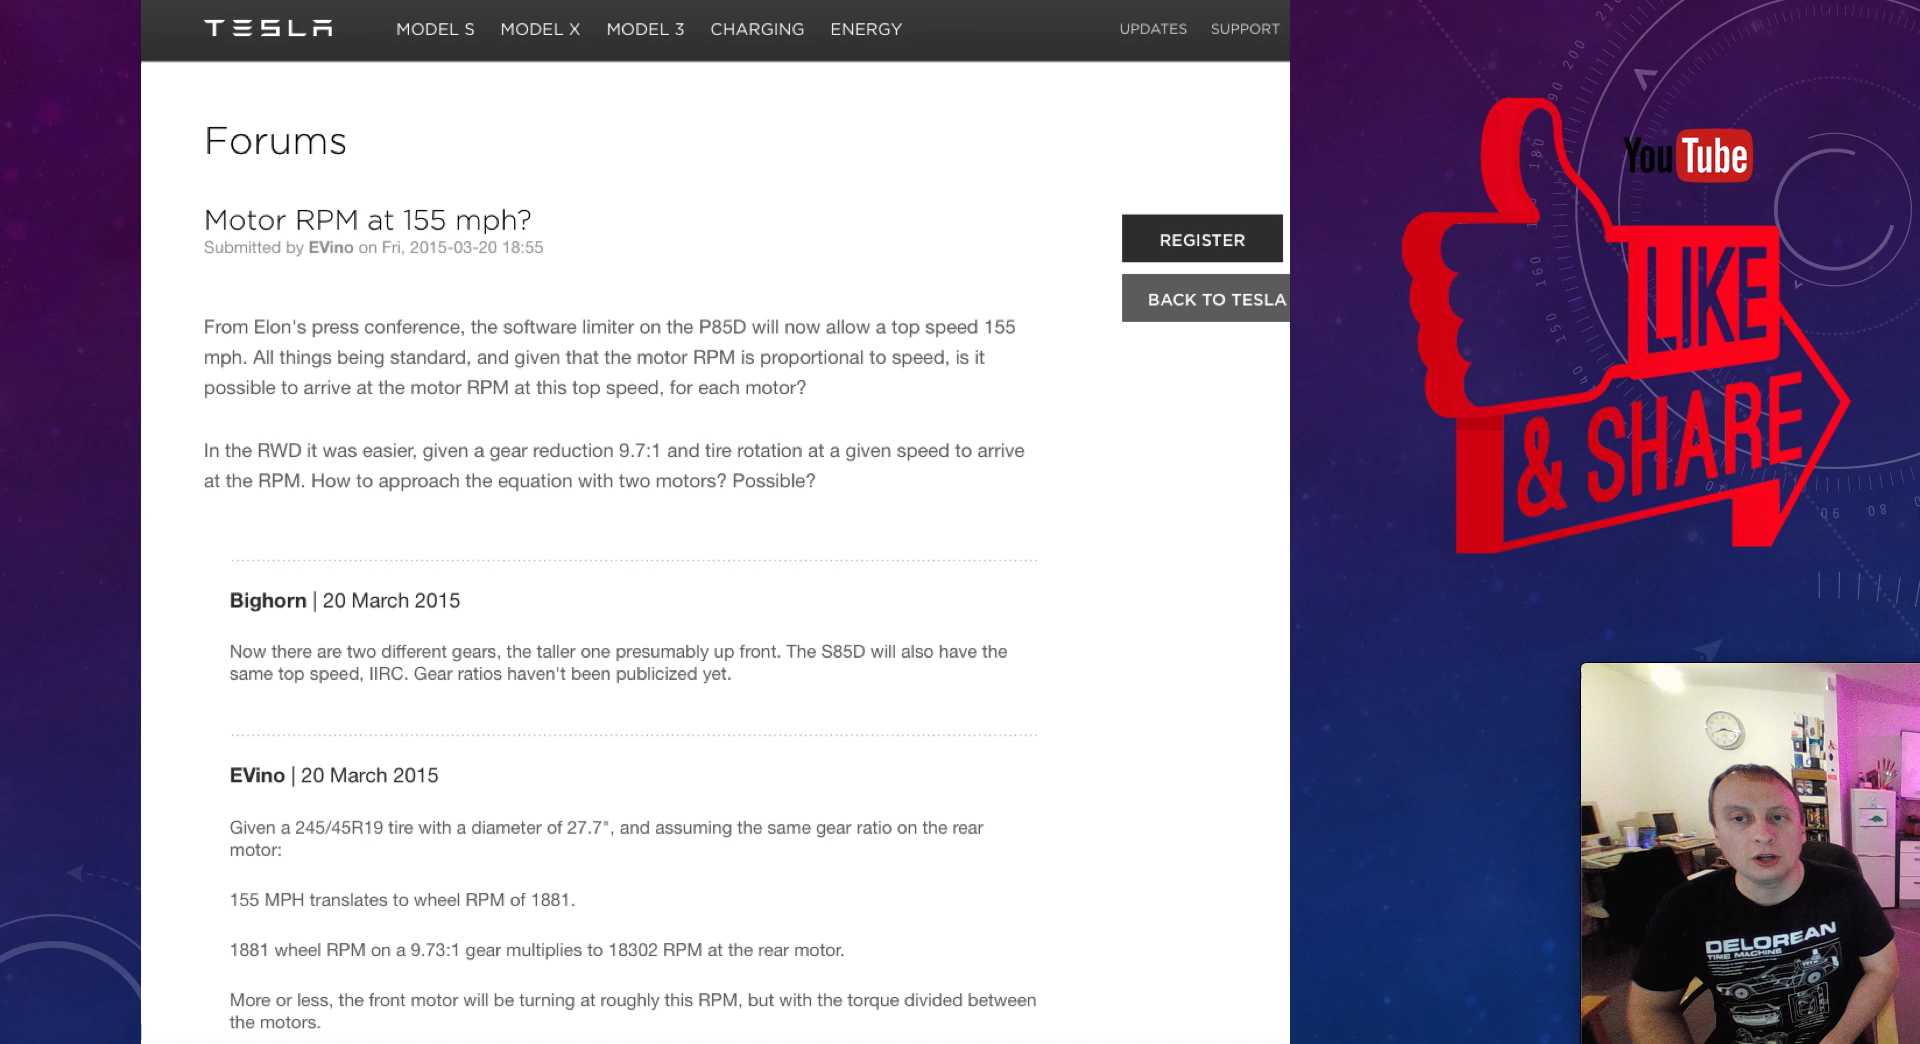 TESLA
MODEL S
MODEL X
MODEL 3
CHARGING
ENERGY
UPDATES
SUPPORT
Forums
Motor RPM at 155 mph?
Submitted by EVino on Fri, 2015-03-20 18:55
REGISTER
BACK TO TESLA
From Elon's press conference, the software limiter on the P85D will now allow a top speed 155
mph. All things being standard, and given that the motor RPM is proportional to speed, is it
possible to arrive at the motor RPM at this top speed, for each motor?
In the RWD it was easier, given a gear reduction 9.7:1 and tire rotation at a given speed to arrive
at the RPM. How to approach the equation with two motors? Possible?
Bighorn | 20 March 2015
Now there are two different gears, the taller one presumably up front. The S85D will also have the
same top speed, IIRC. Gear ratios haven't been publicized yet.
EVino | 20 March 2015
Given a 245/45R19 tire with a diameter of 27.7", and assuming the same gear ratio on the rear
motor:
155 MPH translates to wheel RPM of 1881.
1881 wheel RPM on a 9.73:1 gear multiplies to 18302 RPM at the rear motor.
More or less, the front motor will be turning at roughly this RPM, but with the torque divided between
the motors.
YouTube
LIKE
& SHARE
210
200
190
180
160
150
40
90
80
DELOREAN
TIME MACHINE